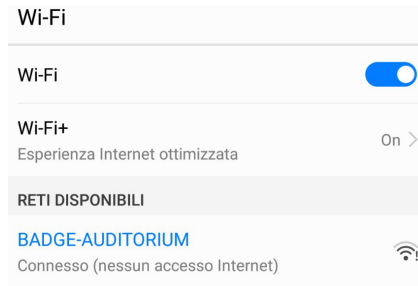 Wi-Fi
Wi-Fi
Wi-Fi+
Esperienza Internet ottimizzata
On
RETI DISPONIBILI
BADGE-AUDITORIUM
Connesso (nessun accesso Internet)